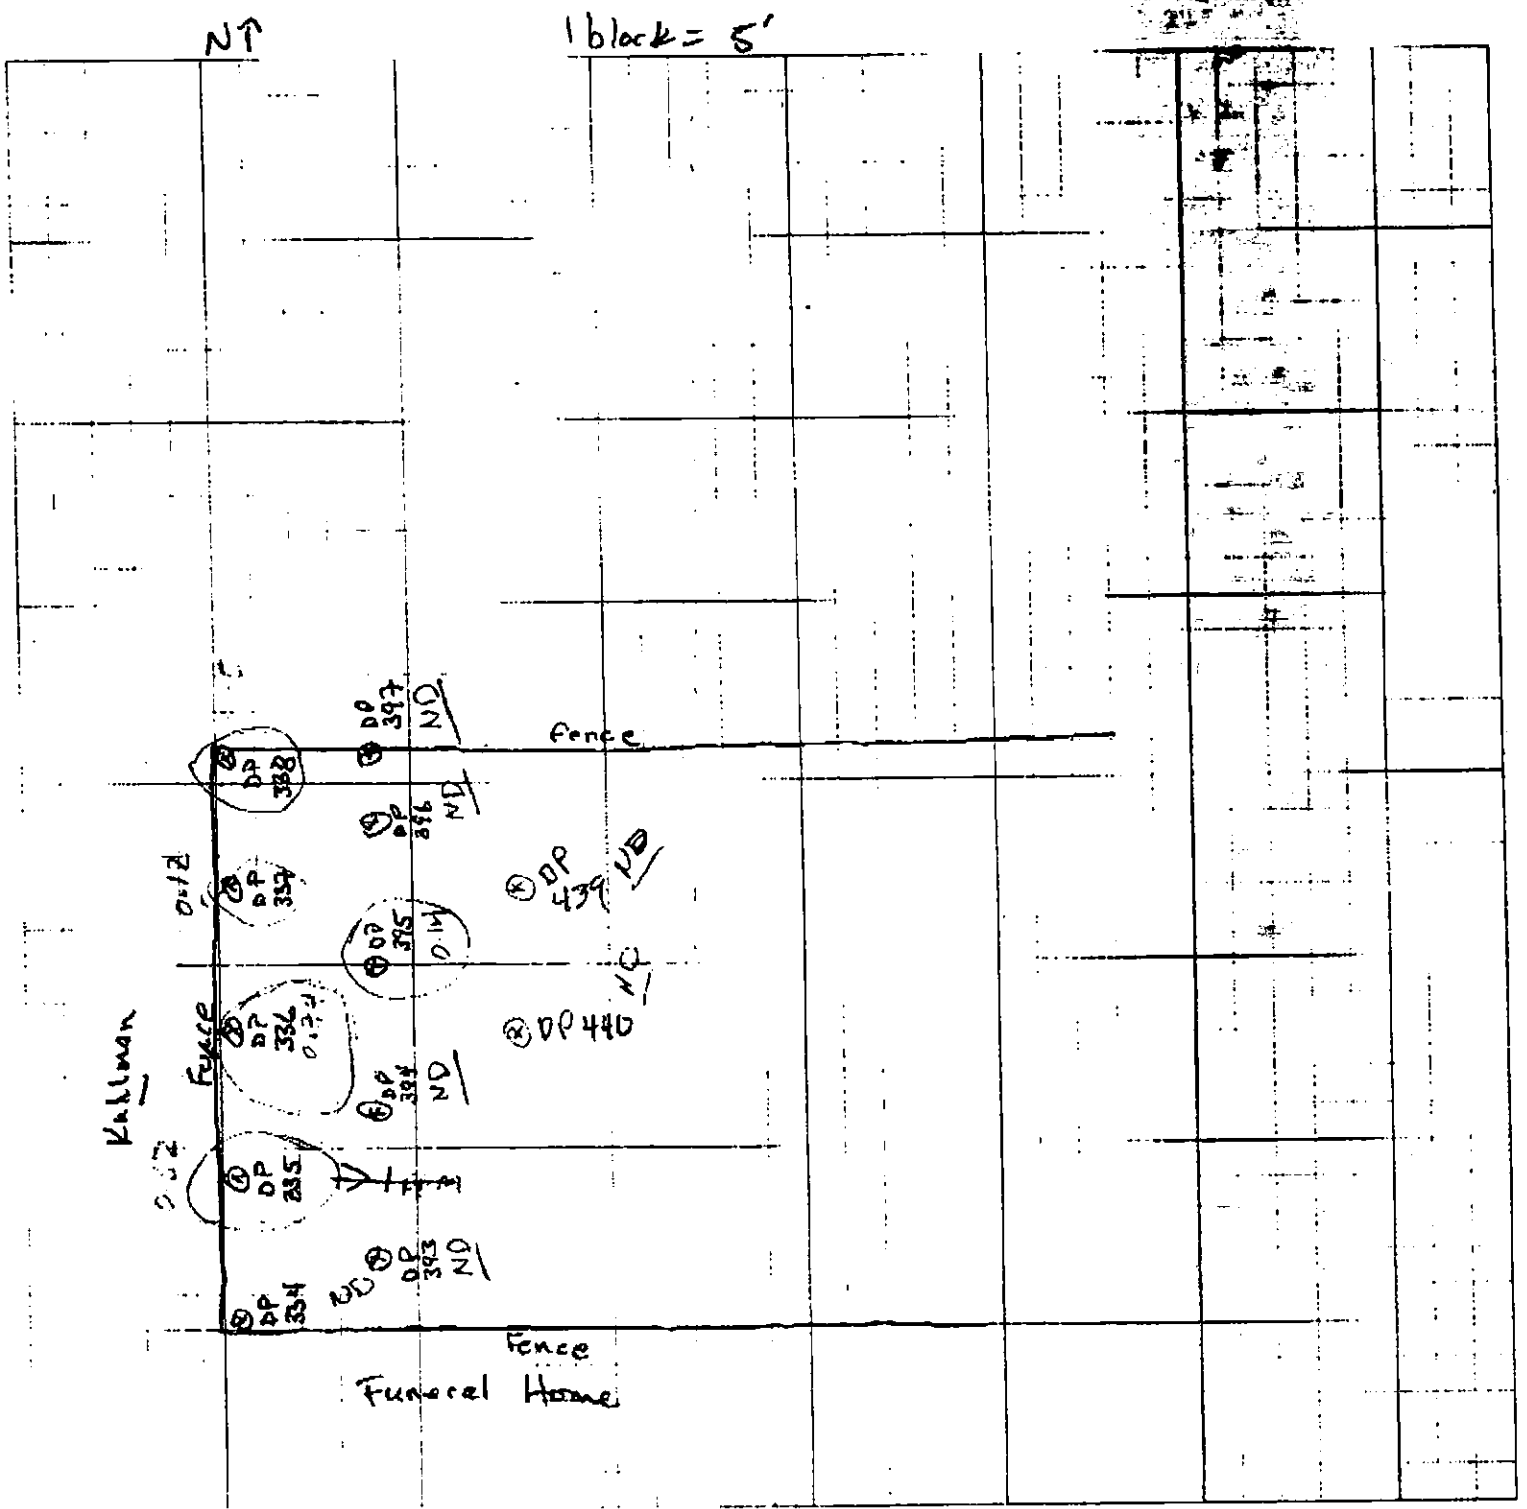 N↑
1 block = 5'
DP
397
ND
fence
DP
338
DP
396
ND
0.12
DP
337
DP
439 ND
DP
395
0.14
Fence
DP
336
DP 440
Kuhlman
DP
394
ND
DP
335
DP
393
ND
DP
334
ND
Fence
Funeral Home